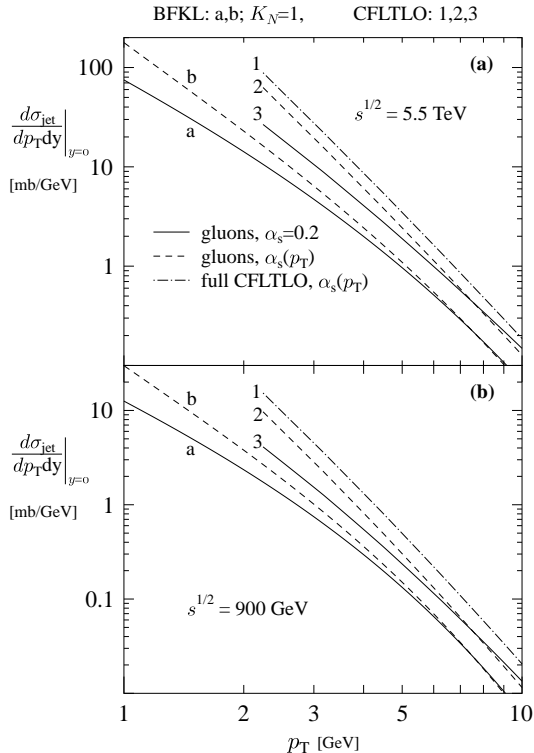 BFKL: a,b; K_N=1, CFLTLO: 1,2,3
100
10
1
dσ_jet / dp_T dy |_{y=0}
[mb/GeV]
(a)
s^{1/2} = 5.5 TeV
1
2
3
b
a
gluons, α_s=0.2
gluons, α_s(p_T)
full CFLTLO, α_s(p_T)
10
1
0.1
dσ_jet / dp_T dy |_{y=0}
[mb/GeV]
(b)
1
2
3
b
a
s^{1/2} = 900 GeV
1 2 3 5 10
p_T [GeV]